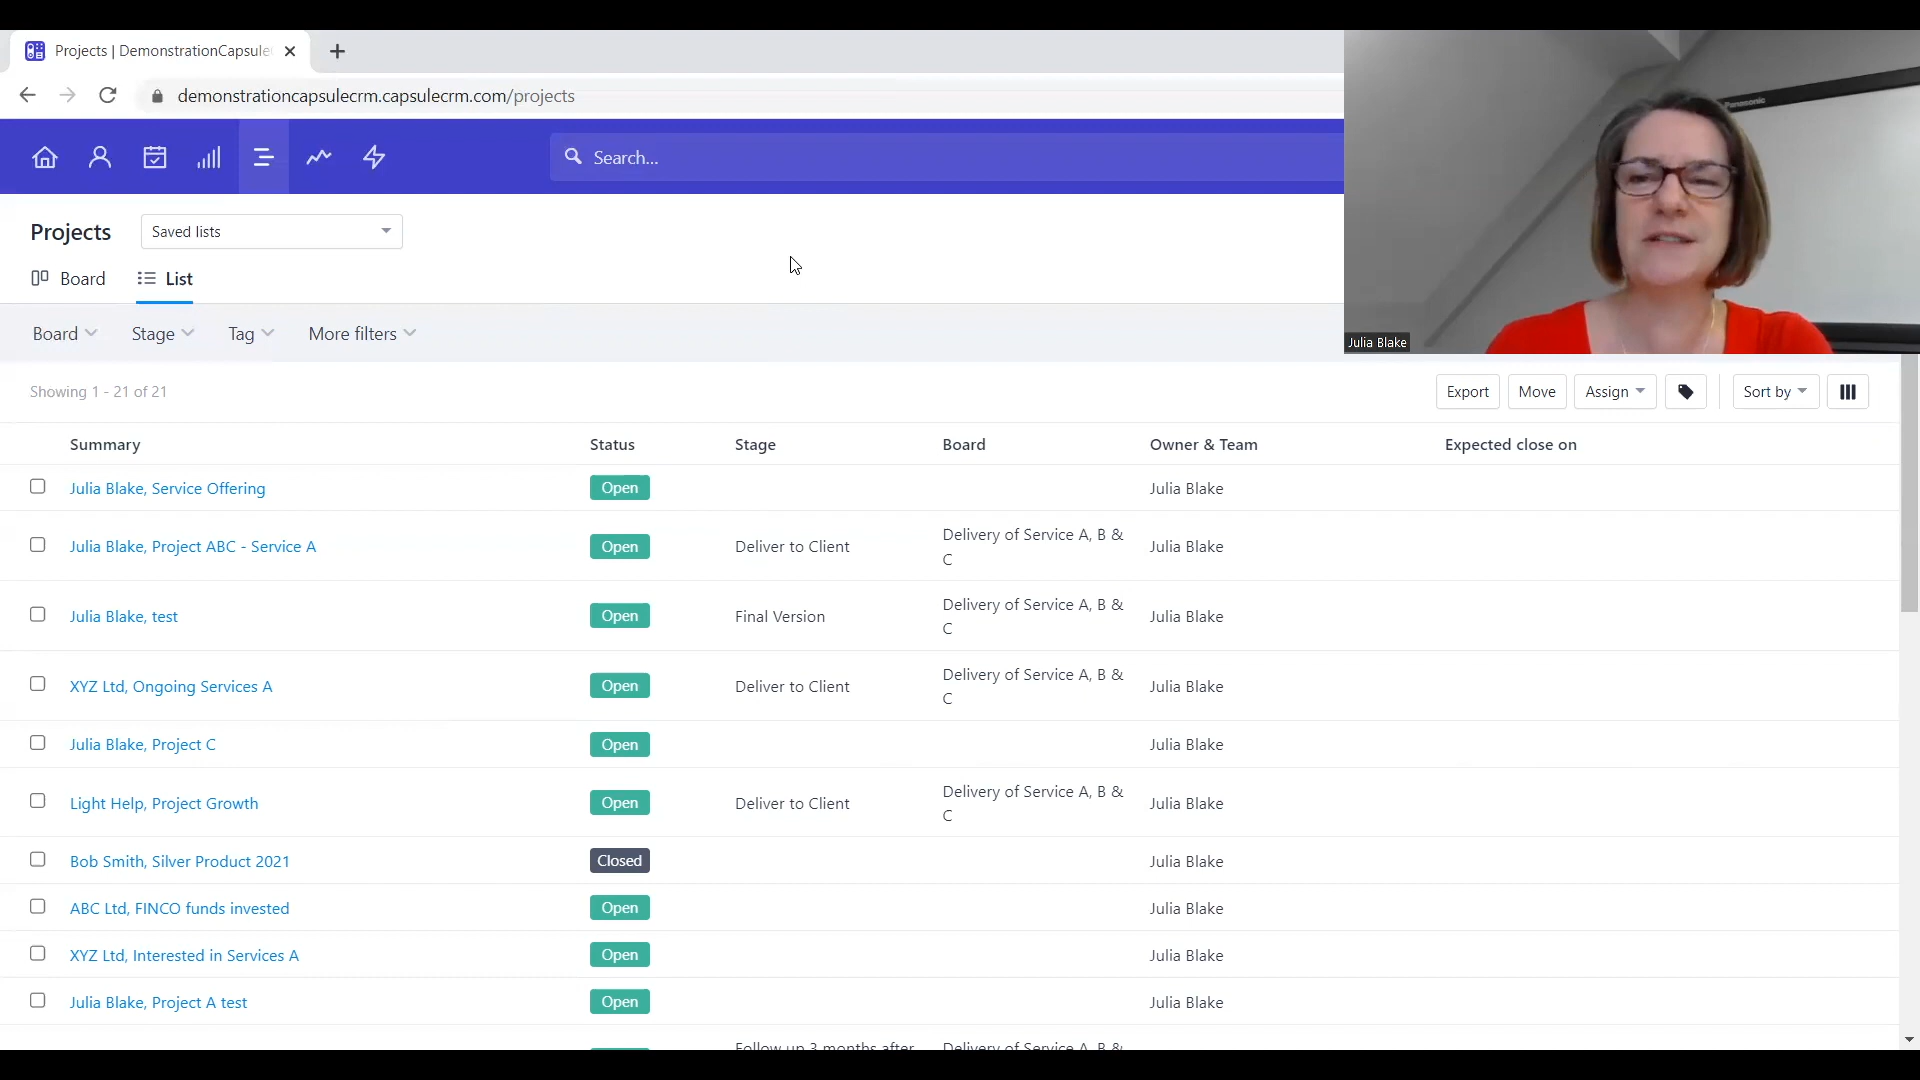 Projects | DemonstrationCapsuleC
demonstrationcapsulecrm.capsulecrm.com/projects
Search...
Panasonic
Julia Blake
Projects
Saved lists
Board
List
Board
Stage
Tag
More filters
Showing 1 - 21 of 21
Export
Move
Assign
Sort by
Summary Status Stage Board Owner & Team Expected close on
Julia Blake, Service Offering Open Julia Blake
Julia Blake, Project ABC - Service A Open Deliver to Client Delivery of Service A, B & Julia Blake
C
Julia Blake, test Open Final Version Delivery of Service A, B & Julia Blake
C
XYZ Ltd, Ongoing Services A Open Deliver to Client Delivery of Service A, B & Julia Blake
C
Julia Blake, Project C Open Julia Blake
Light Help, Project Growth Open Deliver to Client Delivery of Service A, B & Julia Blake
C
Bob Smith, Silver Product 2021 Closed Julia Blake
ABC Ltd, FINCO funds invested Open Julia Blake
XYZ Ltd, Interested in Services A Open Julia Blake
Julia Blake, Project A test Open Julia Blake
Follow up 3 months after Delivery of Service A, B &